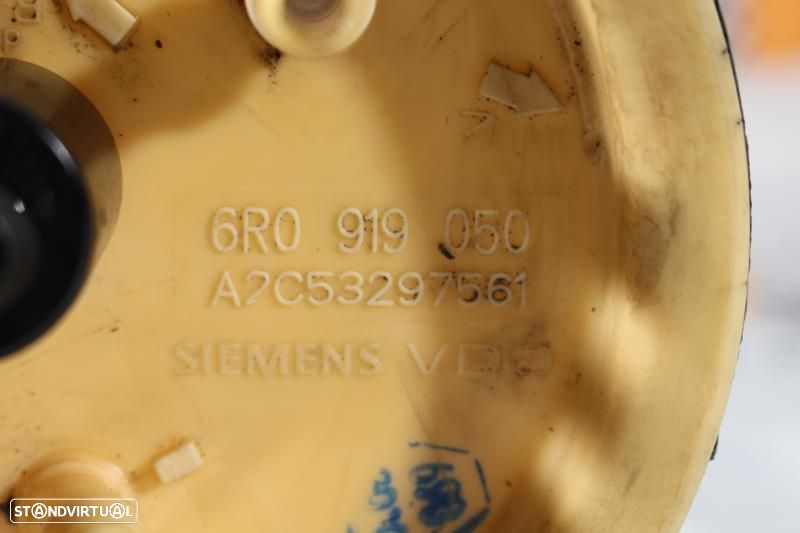 6R0 919 050
A2C53297561
SIEMENS VDO
STANDVIRTUAL